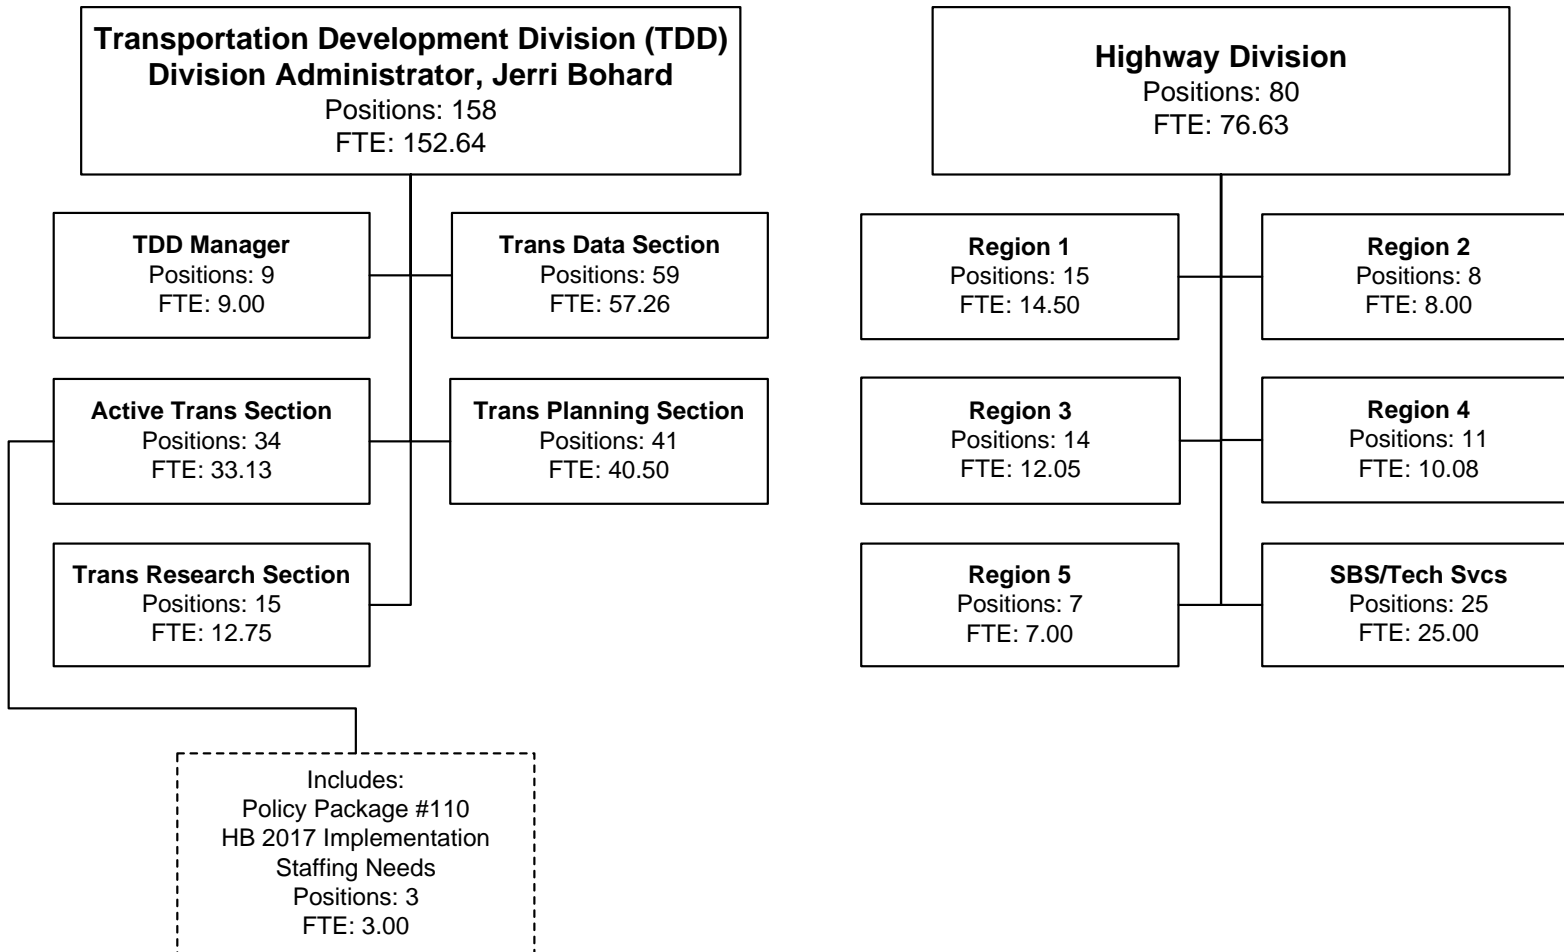 Transportation Development Division (TDD)
Division Administrator, Jerri Bohard
Positions: 158
FTE: 152.64
TDD Manager
Positions: 9
FTE: 9.00
Trans Data Section
Positions: 59
FTE: 57.26
Active Trans Section
Positions: 34
FTE: 33.13
Trans Planning Section
Positions: 41
FTE: 40.50
Trans Research Section
Positions: 15
FTE: 12.75
Includes:
Policy Package #110
HB 2017 Implementation
Staffing Needs
Positions: 3
FTE: 3.00
Highway Division
Positions: 80
FTE: 76.63
Region 1
Positions: 15
FTE: 14.50
Region 2
Positions: 8
FTE: 8.00
Region 3
Positions: 14
FTE: 12.05
Region 4
Positions: 11
FTE: 10.08
Region 5
Positions: 7
FTE: 7.00
SBS/Tech Svcs
Positions: 25
FTE: 25.00